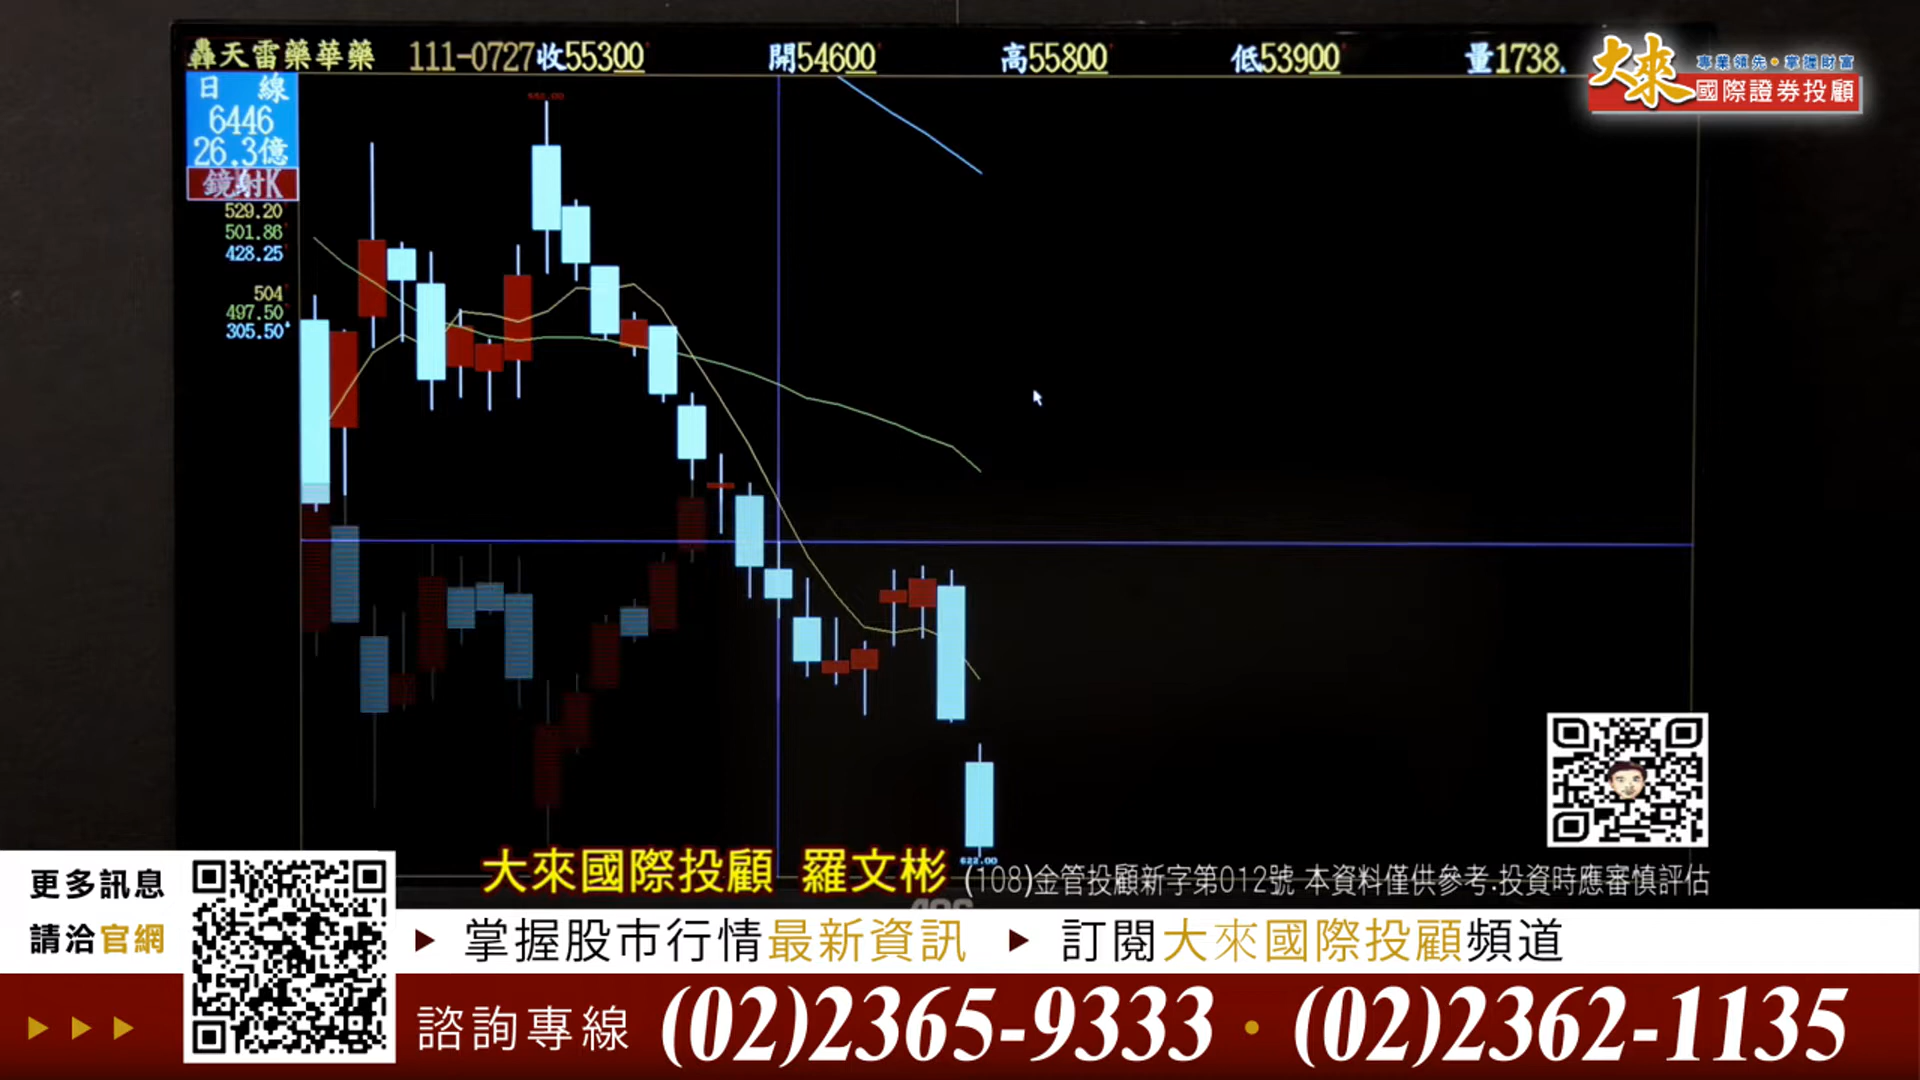 轟天雷藥華藥 111-0727收55300 開54600 高55800 低53900 量1738.
大來 專業領先•掌握財富
國際證券投顧
日 線
6446
26.3億
鏡射K
529.20
501.86
428.25
504
497.50
305.50
622.00
大來國際投顧 羅文彬 (108)金管投顧新字第012號 本資料僅供參考.投資時應審慎評估
更多訊息
請洽官網
掌握股市行情最新資訊 訂閱大來國際投顧頻道
諮詢專線 (02)2365-9333 • (02)2362-1135